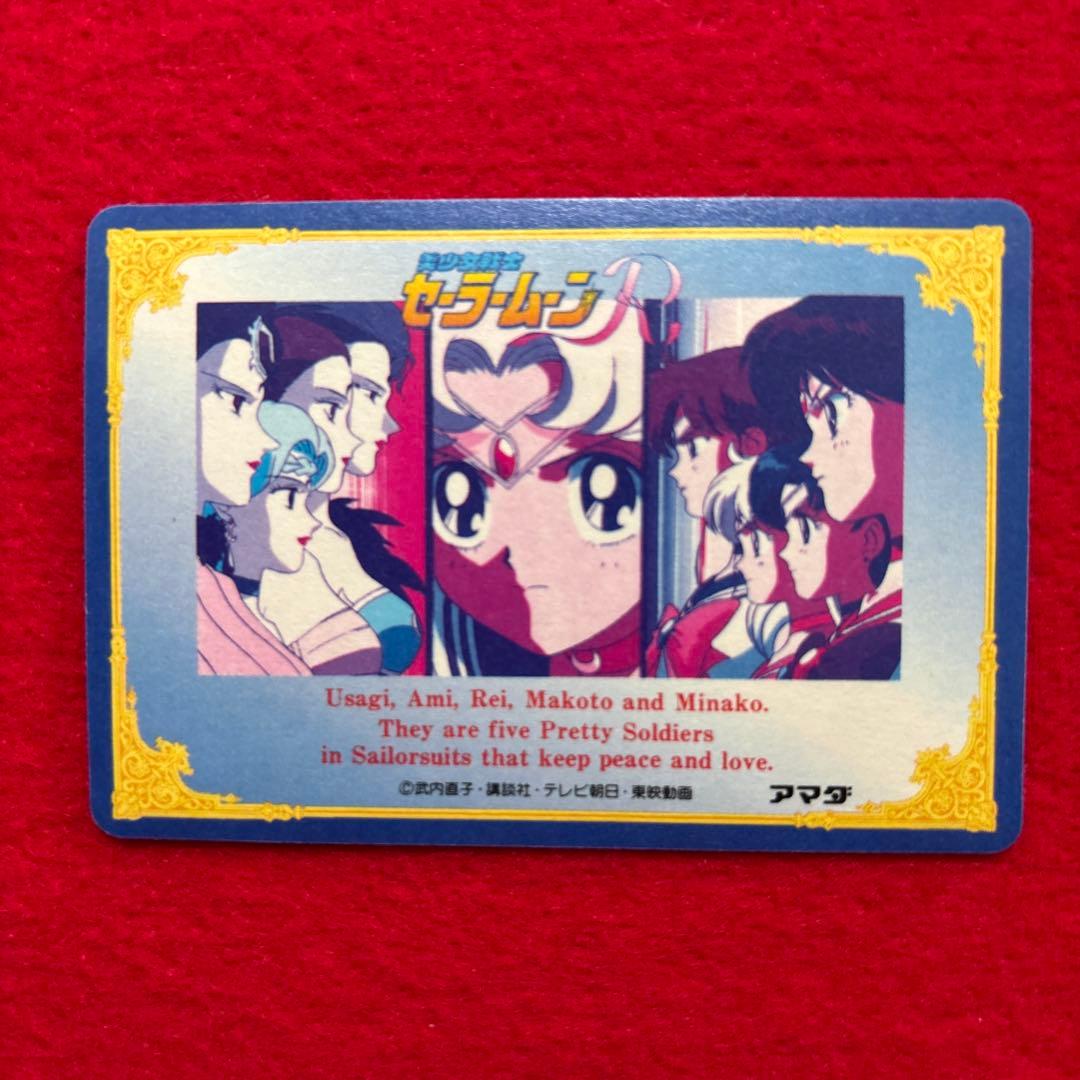 美少女戦士
セーラームーンR
Usagi, Ami, Rei, Makoto and Minako.
They are five Pretty Soldiers
in Sailorsuits that keep peace and love.
©武内直子・講談社・テレビ朝日・東映動画
アマダ